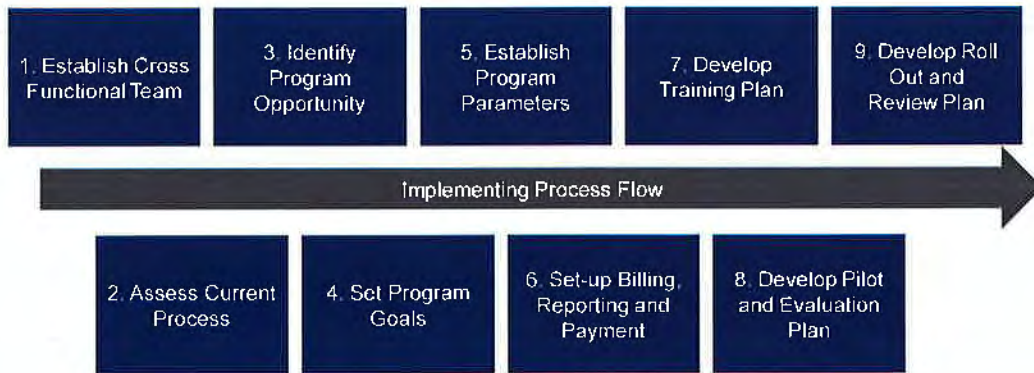 1. Establish Cross
Functional Team
3. Identify
Program
Opportunity
5. Establish
Program
Parameters
7. Develop
Training Plan
9. Develop Roll
Out and
Review Plan
Implementing Process Flow
2. Assess Current
Process
4. Set Program
Goals
6. Set-up Billing,
Reporting and
Payment
8. Develop Pilot
and Evaluation
Plan